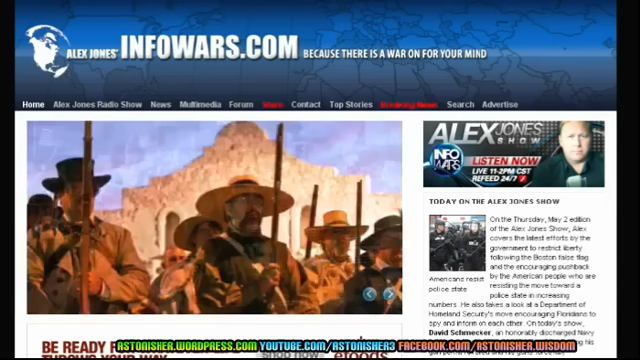 ALEX JONES' INFOWARS.COM BECAUSE THERE IS A WAR ON FOR YOUR MIND
Home Alex Jones Radio Show News Multimedia Forum Store Contact Top Stories Breaking News Search Advertise
ALEX JONES
SHOW
INFO
WARS
LISTEN NOW
LIVE 11-2PM CST
REFEED 24/7
TODAY ON THE ALEX JONES SHOW
On the Thursday, May 2 edition
of the Alex Jones Show, Alex
covers the latest efforts by the
government to restrict liberty
following the Boston false flag
and the encouraging pushback
by the American people who are
resisting the move toward a
police state in increasing
Americans resist
police state
numbers. He also takes a look at a Department of
Homeland Security's move encouraging Floridians to
spy and inform on each other. On today's show,
David Schmecker, an honorably discharged Navy
BE READY
shop now
efoods
ASTONISHER.WORDPRESS.COM YOUTUBE.COM/ASTONISHER3 FACEBOOK.COM/ASTONISHER.WISDOM